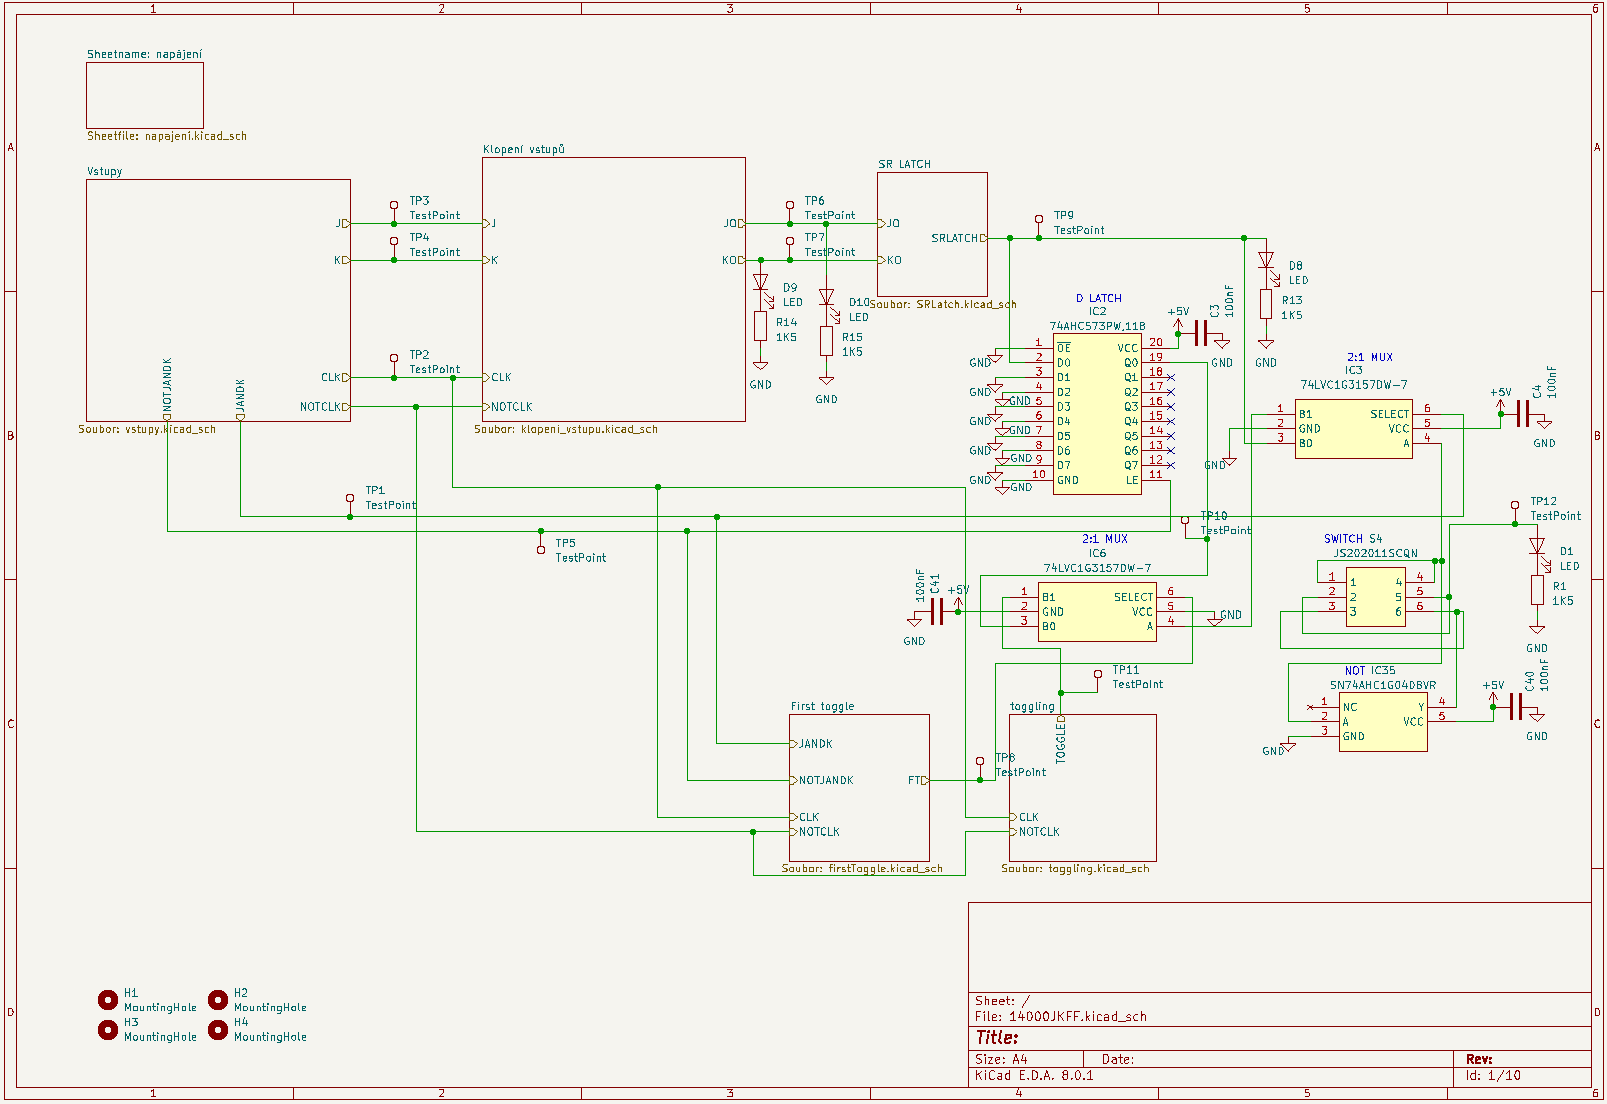 1 2 3 4 5 6
Sheetname: napájení
Sheetfile: napajeni.kicad_sch
A A
Vstupy
J
K
CLK
NOTCLK
NOTJANDK
JANDK
Soubor: vstupy.kicad_sch
TP3
TestPoint
TP4
TestPoint
TP2
TestPoint
Klopení vstupů
J
K
CLK
NOTCLK
JO
KO
Soubor: klopeni_vstupu.kicad_sch
TP6
TestPoint
TP7
TestPoint
D9
LED
R14
1K5
GND
D10
LED
R15
1K5
GND
SR LATCH
JO
KO
SRLATCH
Soubor: SRLatch.kicad_sch
TP9
TestPoint
D8
LED
R13
1K5
GND
D LATCH
IC2
74AHC573PW,118
+5V
C3
100nF
GND
1 OE VCC 20
2 D0 Q0 19
3 D1 Q1 18
4 D2 Q2 17
5 D3 Q3 16
6 D4 Q4 15
7 D5 Q5 14
8 D6 Q6 13
9 D7 Q7 12
10 GND LE 11
GND
GND
GND
GND
GND
GND
GND
GND
GND
2:1 MUX
IC3
74LVC1G3157DW-7
1 B1 SELECT 6
2 GND VCC 5
3 B0 A 4
GND
+5V
C4
100nF
GND
B B
TP1
TestPoint
TP5
TestPoint
TP10
TestPoint
TP12
TestPoint
2:1 MUX
IC6
74LVC1G3157DW-7
100nF
C41
+5V
GND
1 B1 SELECT 6
2 GND VCC 5
3 B0 A 4
GND
SWITCH S4
JS202011SCQN
1 1 4 4
2 2 5 5
3 3 6 6
D1
LED
R1
1K5
GND
NOT IC35
SN74AHC1G04DBVR
1 NC Y 4
2 A VCC 5
3 GND
GND
+5V
C40
100nF
GND
C C
TP11
TestPoint
First toggle
JANDK
NOTJANDK
CLK
NOTCLK
FT
Soubor: firstToggle.kicad_sch
TP8
TestPoint
toggling
TOGGLE
CLK
NOTCLK
Soubor: toggling.kicad_sch
H1
MountingHole
H2
MountingHole
H3
MountingHole
H4
MountingHole
D D
Sheet: /
File: 14000JKFF.kicad_sch
Title:
Size: A4 Date: Rev:
KiCad E.D.A. 8.0.1 Id: 1/10
1 2 3 4 5 6